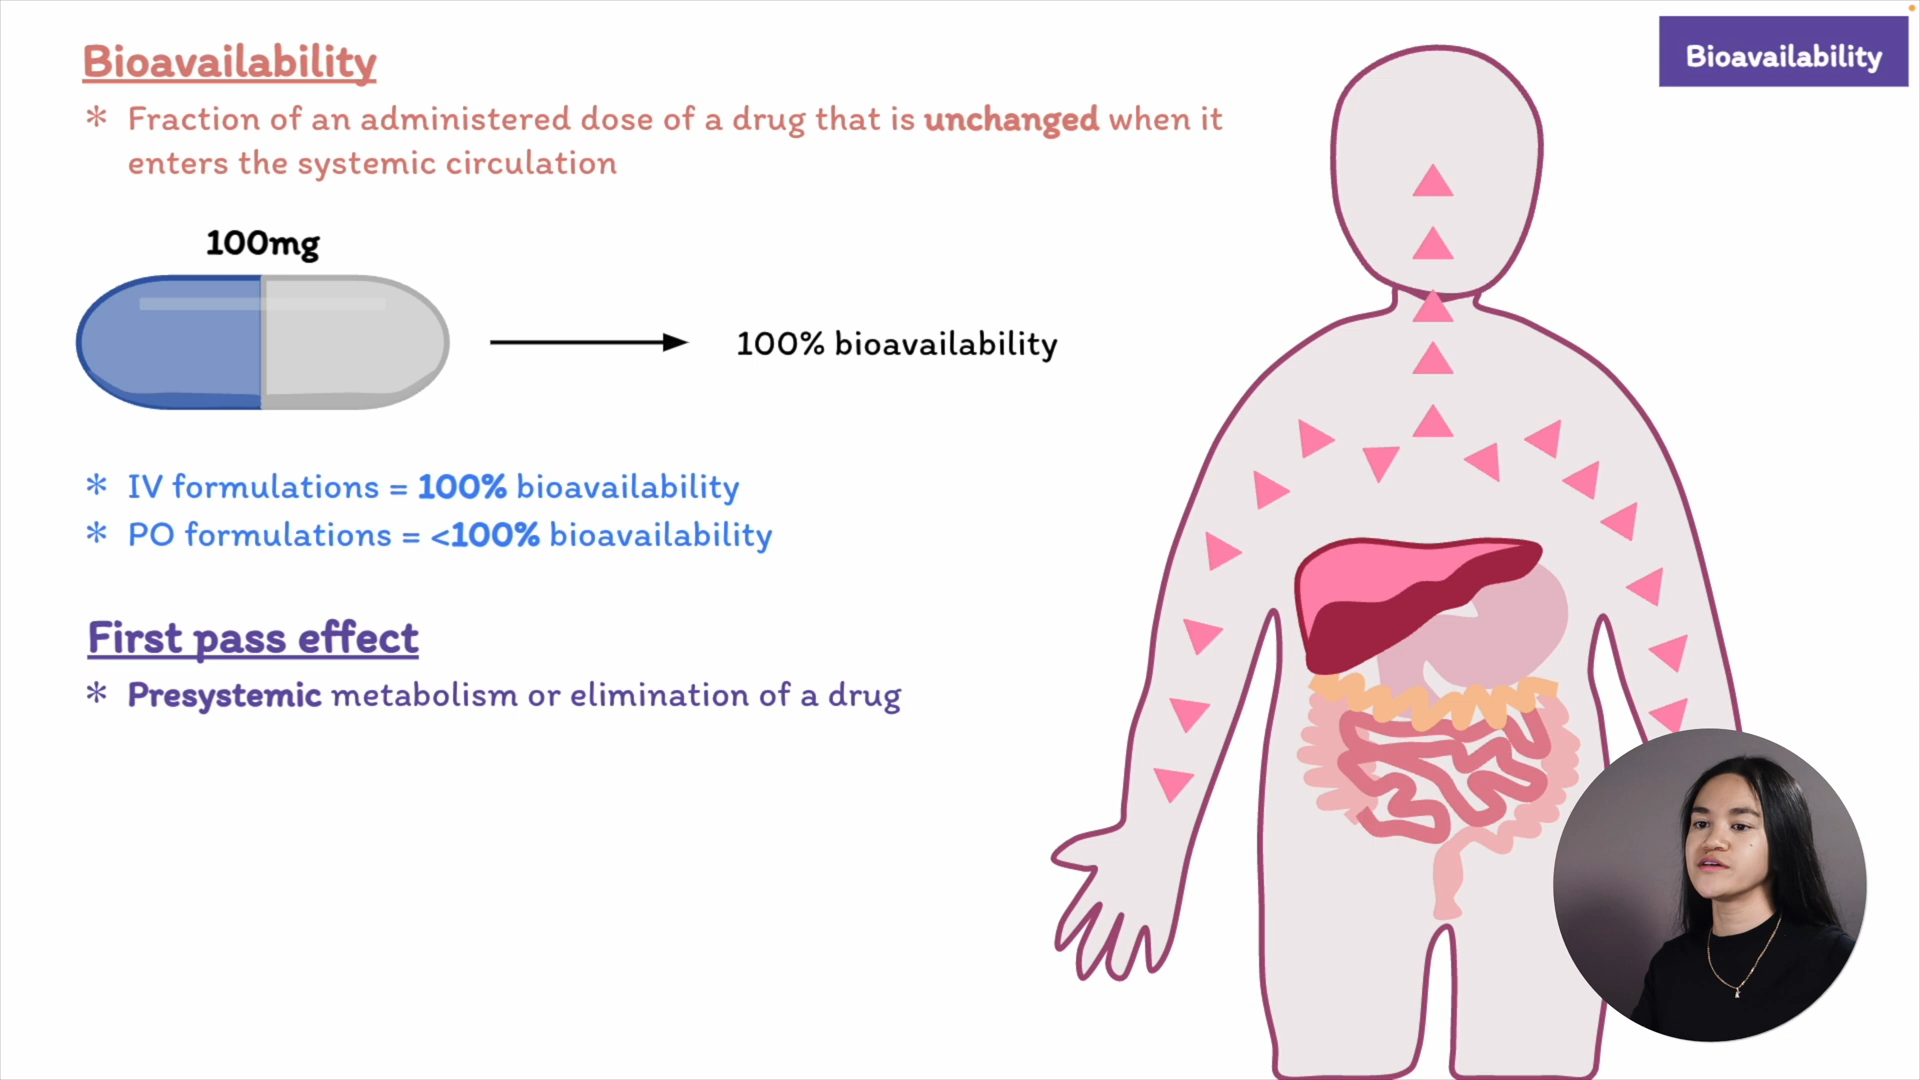 Bioavailability
Bioavailability
* Fraction of an administered dose of a drug that is unchanged when it
enters the systemic circulation
100mg
100% bioavailability
* IV formulations = 100% bioavailability
* PO formulations = <100% bioavailability
First pass effect
* Presystemic metabolism or elimination of a drug